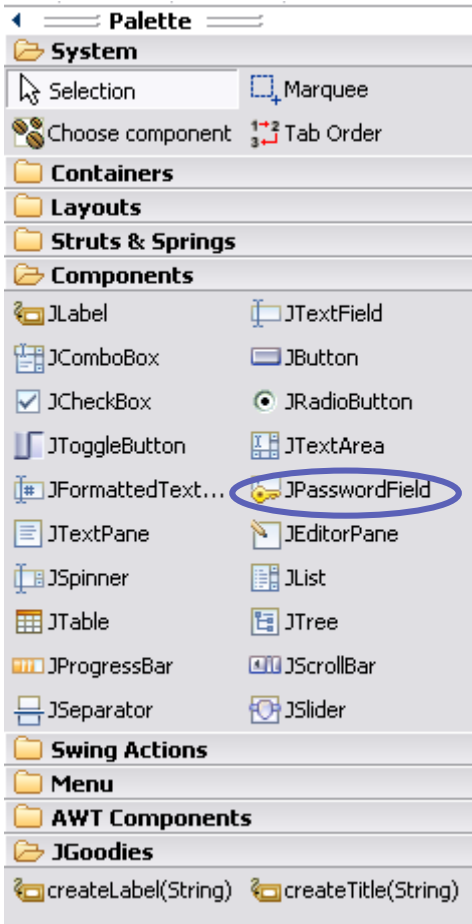 Palette
System
Selection Marquee
Choose component Tab Order
Containers
Layouts
Struts & Springs
Components
JLabel JTextField
JComboBox JButton
JCheckBox JRadioButton
JToggleButton JTextArea
JFormattedText... JPasswordField
JTextPane JEditorPane
JSpinner JList
JTable JTree
JProgressBar JScrollBar
JSeparator JSlider
Swing Actions
Menu
AWT Components
JGoodies
createLabel(String) createTitle(String)